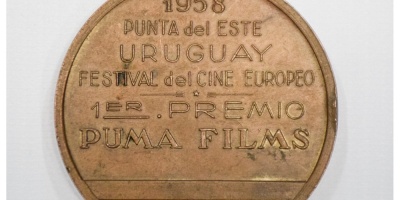 1958
PUNTA del ESTE
URUGUAY
FESTIVAL del CINE EUROPEO
1ER. PREMIO
PUMA FILMS